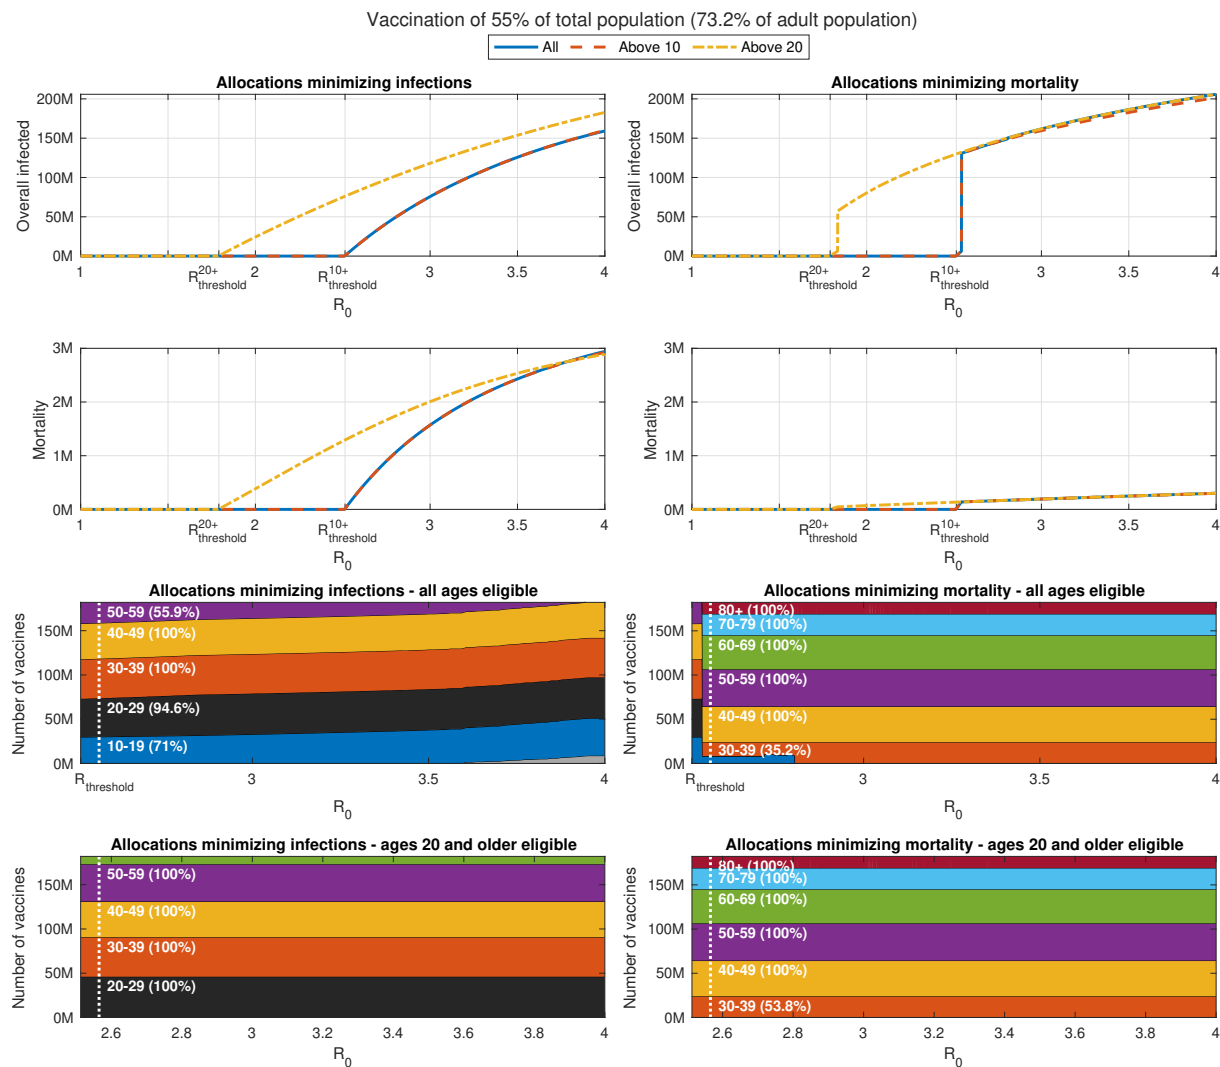 Vaccination of 55% of total population (73.2% of adult population)
All Above 10 Above 20
Allocations minimizing infections
200M
150M
100M
50M
0M
Overall infected
1 R20+threshold 2 R10+threshold 3 3.5 4
R0
Allocations minimizing mortality
200M
150M
100M
50M
0M
Overall infected
1 R20+threshold 2 R10+threshold 3 3.5 4
R0
3M
2M
1M
0M
Mortality
1 R20+threshold 2 R10+threshold 3 3.5 4
R0
3M
2M
1M
0M
Mortality
1 R20+threshold 2 R10+threshold 3 3.5 4
R0
Allocations minimizing infections - all ages eligible
150M
100M
50M
0M
Number of vaccines
50-59 (55.9%)
40-49 (100%)
30-39 (100%)
20-29 (94.6%)
10-19 (71%)
Rthreshold 3 3.5 4
R0
Allocations minimizing mortality - all ages eligible
150M
100M
50M
0M
Number of vaccines
80+ (100%)
70-79 (100%)
60-69 (100%)
50-59 (100%)
40-49 (100%)
30-39 (35.2%)
Rthreshold 3 3.5 4
R0
Allocations minimizing infections - ages 20 and older eligible
150M
100M
50M
0M
Number of vaccines
50-59 (100%)
40-49 (100%)
30-39 (100%)
20-29 (100%)
2.6 2.8 3 3.2 3.4 3.6 3.8 4
R0
Allocations minimizing mortality - ages 20 and older eligible
150M
100M
50M
0M
Number of vaccines
80+ (100%)
70-79 (100%)
60-69 (100%)
50-59 (100%)
40-49 (100%)
30-39 (53.8%)
2.6 2.8 3 3.2 3.4 3.6 3.8 4
R0